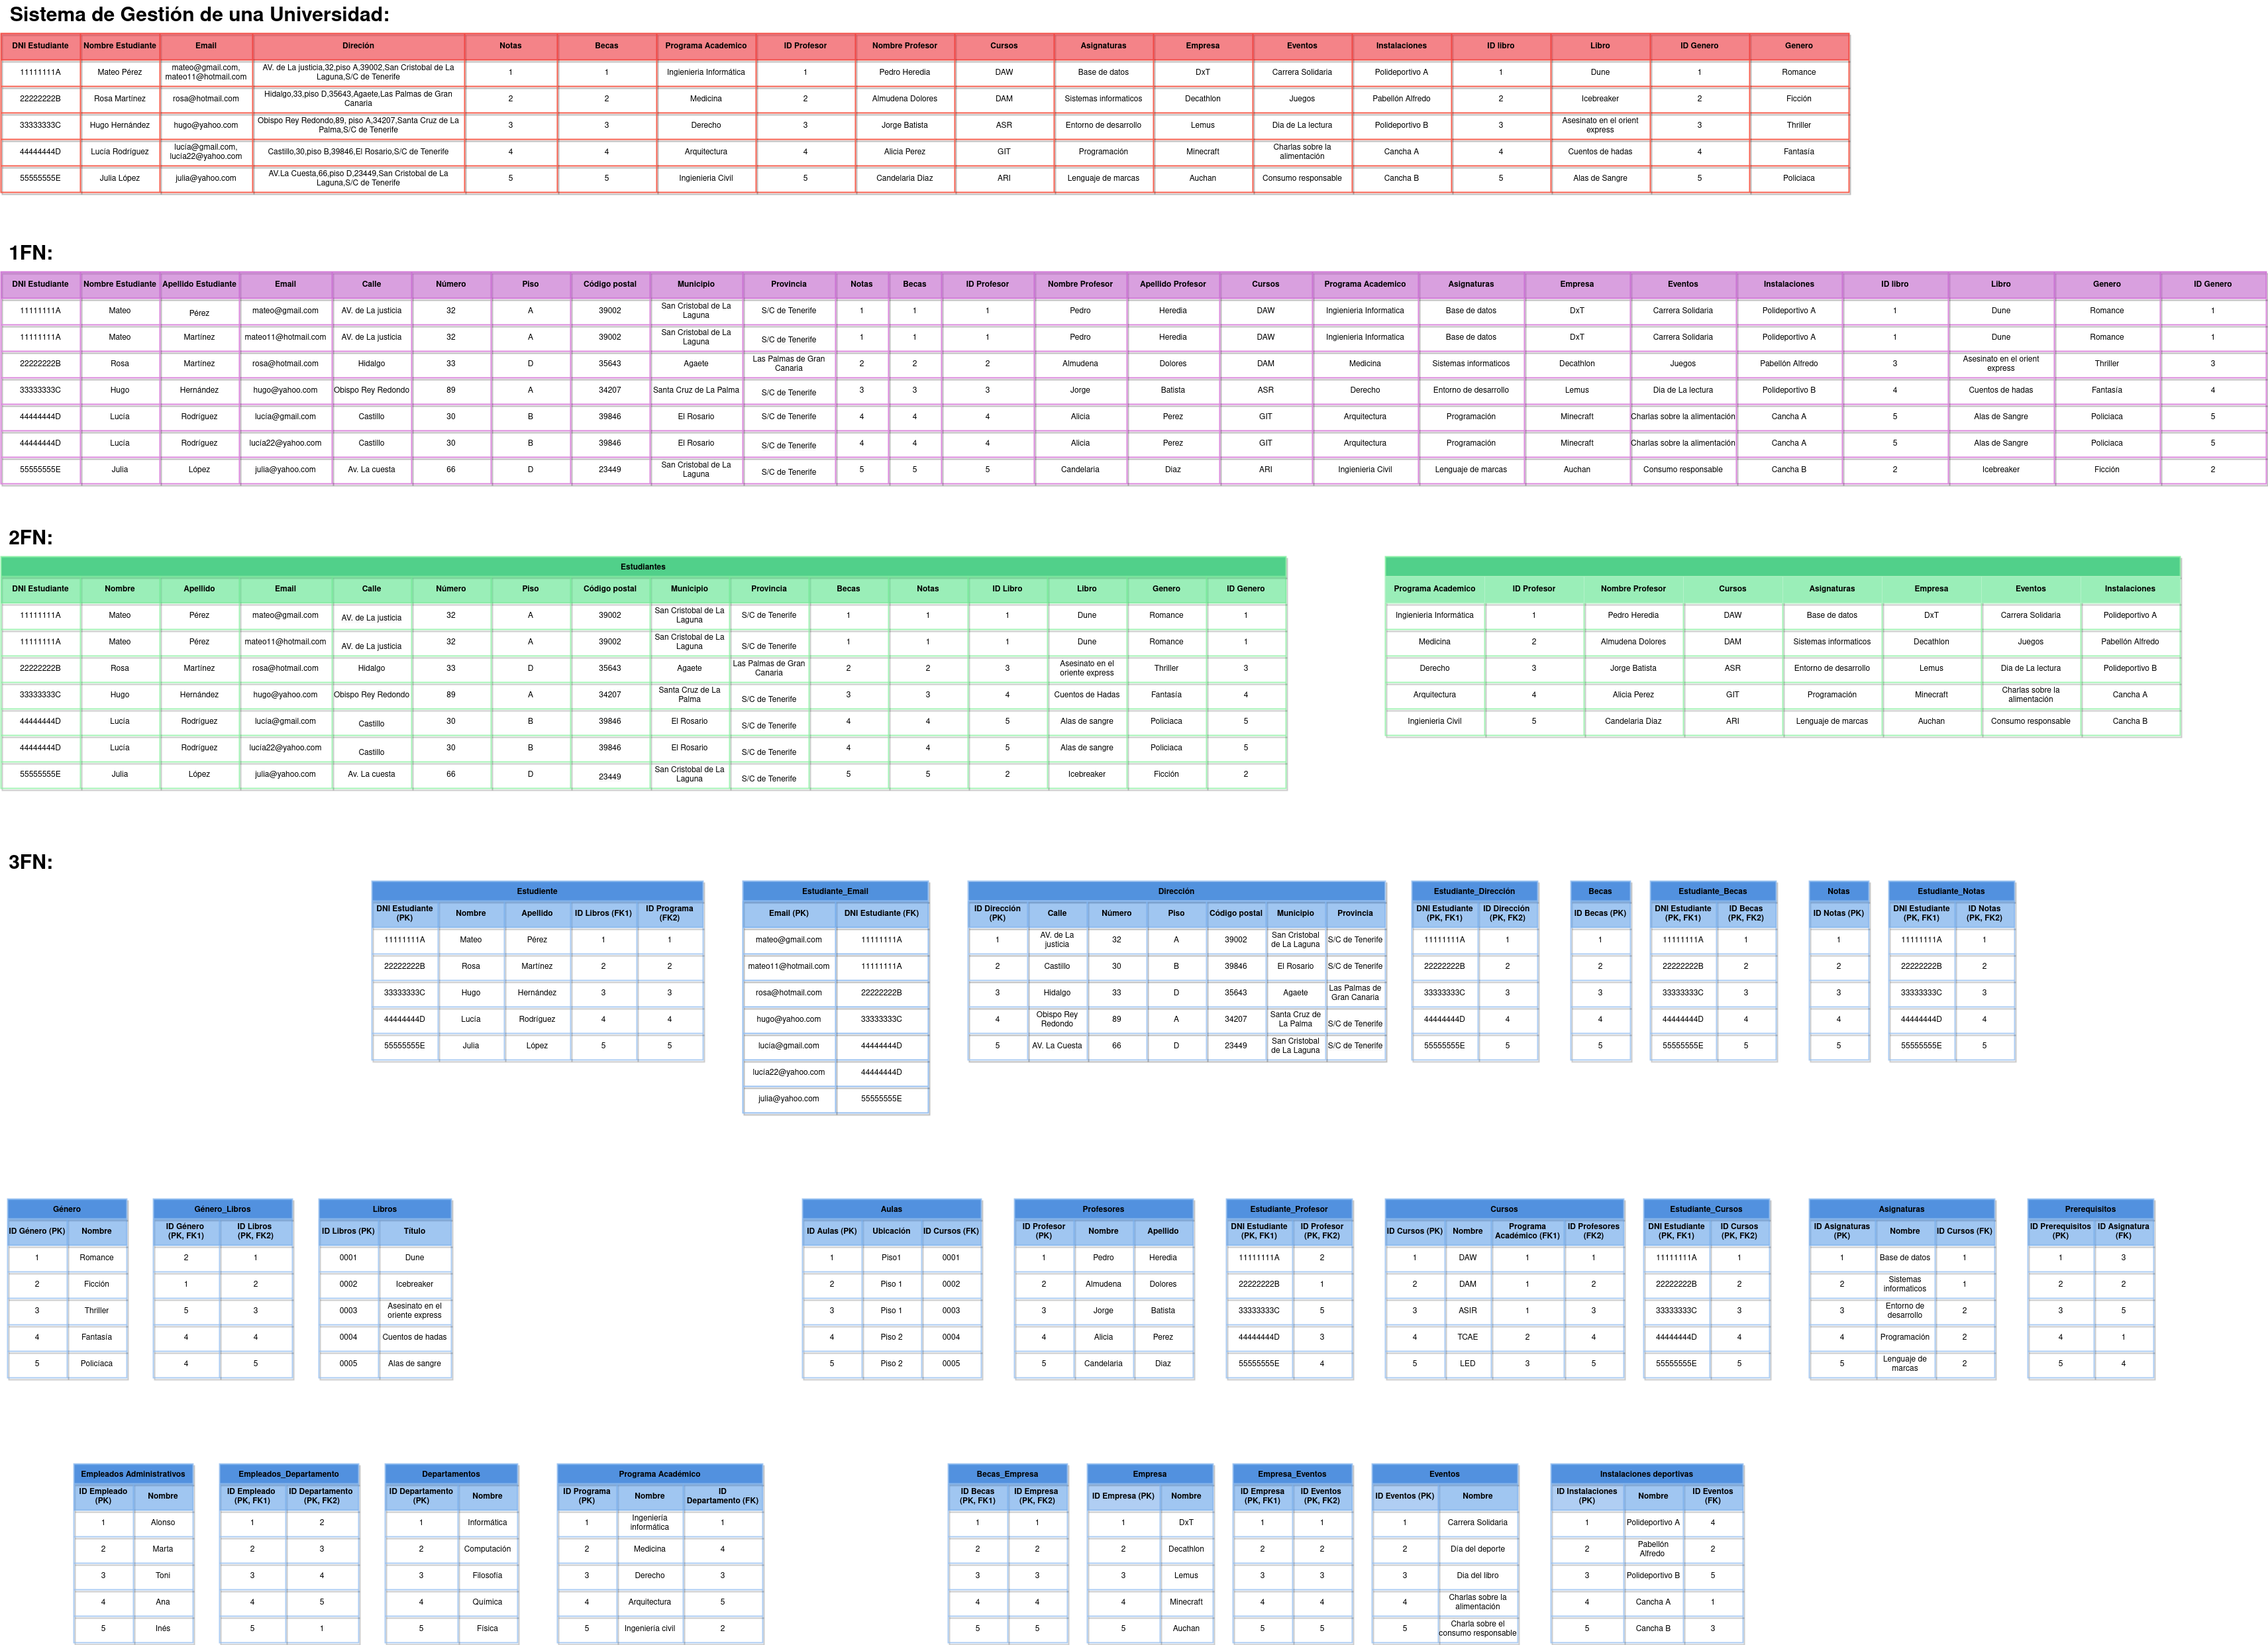 Sistema de Gestión de una Universidad:
DNI Estudiante Nombre Estudiante Email Direción Notas Becas Programa Academico ID Profesor Nombre Profesor Cursos Asignaturas Empresa Eventos Instalaciones ID libro Libro ID Genero Genero
11111111A Mateo Pérez mateo@gmail.com, mateo11@hotmail.com AV. de La justicia,32,piso A,39002,San Cristobal de La Laguna,S/C de Tenerife 1 1 Ingienieria Informática 1 Pedro Heredia DAW Base de datos DxT Carrera Solidaria Polideportivo A 1 Dune 1 Romance
22222222B Rosa Martínez rosa@hotmail.com Hidalgo,33,piso D,35643,Agaete,Las Palmas de Gran Canaria 2 2 Medicina 2 Almudena Dolores DAM Sistemas informaticos Decathlon Juegos Pabellón Alfredo 2 Icebreaker 2 Ficción
33333333C Hugo Hernández hugo@yahoo.com Obispo Rey Redondo,89, piso A,34207,Santa Cruz de La Palma,S/C de Tenerife 3 3 Derecho 3 Jorge Batista ASR Entorno de desarrollo Lemus Dia de La lectura Polideportivo B 3 Asesinato en el orient express 3 Thriller
44444444D Lucía Rodríguez lucía@gmail.com, lucía22@yahoo.com Castillo,30,piso B,39846,El Rosario,S/C de Tenerife 4 4 Arquitectura 4 Alicia Perez GIT Programación Minecraft Charlas sobre la alimentación Cancha A 4 Cuentos de hadas 4 Fantasía
55555555E Julia López julia@yahoo.com AV.La Cuesta,66,piso D,23449,San Cristobal de La Laguna,S/C de Tenerife 5 5 Ingienieria Civil 5 Candelaria Diaz ARI Lenguaje de marcas Auchan Consumo responsable Cancha B 5 Alas de Sangre 5 Policiaca
1FN:
DNI Estudiante Nombre Estudiante Apellido Estudiante Email Calle Número Piso Código postal Municipio Provincia Notas Becas ID Profesor Nombre Profesor Apellido Profesor Cursos Programa Academico Asignaturas Empresa Eventos Instalaciones ID libro Libro Genero ID Genero
11111111A Mateo Pérez mateo@gmail.com AV. de La justicia 32 A 39002 San Cristobal de La Laguna S/C de Tenerife 1 1 1 Pedro Heredia DAW Ingienieria Informatica Base de datos DxT Carrera Solidaria Polideportivo A 1 Dune Romance 1
11111111A Mateo Martínez mateo11@hotmail.com AV. de La justicia 32 A 39002 San Cristobal de La Laguna S/C de Tenerife 1 1 1 Pedro Heredia DAW Ingienieria Informatica Base de datos DxT Carrera Solidaria Polideportivo A 1 Dune Romance 1
22222222B Rosa Martínez rosa@hotmail.com Hidalgo 33 D 35643 Agaete Las Palmas de Gran Canaria 2 2 2 Almudena Dolores DAM Medicina Sistemas informaticos Decathlon Juegos Pabellón Alfredo 3 Asesinato en el orient express Thriller 3
33333333C Hugo Hernández hugo@yahoo.com Obispo Rey Redondo 89 A 34207 Santa Cruz de La Palma S/C de Tenerife 3 3 3 Jorge Batista ASR Derecho Entorno de desarrollo Lemus Dia de La lectura Polideportivo B 4 Cuentos de hadas Fantasía 4
44444444D Lucía Rodríguez lucía@gmail.com Castillo 30 B 39846 El Rosario S/C de Tenerife 4 4 4 Alicia Perez GIT Arquitectura Programación Minecraft Charlas sobre la alimentación Cancha A 5 Alas de Sangre Policiaca 5
44444444D Lucía Rodríguez lucía22@yahoo.com Castillo 30 B 39846 El Rosario S/C de Tenerife 4 4 4 Alicia Perez GIT Arquitectura Programación Minecraft Charlas sobre la alimentación Cancha A 5 Alas de Sangre Policiaca 5
55555555E Julia López julia@yahoo.com Av. La cuesta 66 D 23449 San Cristobal de La Laguna S/C de Tenerife 5 5 5 Candelaria Diaz ARI Ingienieria Civil Lenguaje de marcas Auchan Consumo responsable Cancha B 2 Icebreaker Ficción 2
2FN:
Estudiantes
DNI Estudiante Nombre Apellido Email Calle Número Piso Código postal Municipio Provincia Becas Notas ID Libro Libro Genero ID Genero Programa Academico ID Profesor Nombre Profesor Cursos Asignaturas Empresa Eventos Instalaciones
11111111A Mateo Pérez mateo@gmail.com AV. de La justicia 32 A 39002 San Cristobal de La Laguna S/C de Tenerife 1 1 1 Dune Romance 1 Ingienieria Informática 1 Pedro Heredia DAW Base de datos DxT Carrera Solidaria Polideportivo A
11111111A Mateo Pérez mateo11@hotmail.com AV. de La justicia 32 A 39002 San Cristobal de La Laguna S/C de Tenerife 1 1 1 Dune Romance 1 Medicina 2 Almudena Dolores DAM Sistemas informaticos Decathlon Juegos Pabellón Alfredo
22222222B Rosa Martínez rosa@hotmail.com Hidalgo 33 D 35643 Agaete Las Palmas de Gran Canaria 2 2 3 Asesinato en el oriente express Thriller 3 Derecho 3 Jorge Batista ASR Entorno de desarrollo Lemus Dia de La lectura Polideportivo B
33333333C Hugo Hernández hugo@yahoo.com Obispo Rey Redondo 89 A 34207 Santa Cruz de La Palma S/C de Tenerife 3 3 4 Cuentos de Hadas Fantasía 4 Arquitectura 4 Alicia Perez GIT Programación Minecraft Charlas sobre la alimentación Cancha A
44444444D Lucía Rodríguez lucía@gmail.com Castillo 30 B 39846 El Rosario S/C de Tenerife 4 4 5 Alas de sangre Policiaca 5 Ingienieria Civil 5 Candelaria Diaz ARI Lenguaje de marcas Auchan Consumo responsable Cancha B
44444444D Lucía Rodríguez lucía22@yahoo.com Castillo 30 B 39846 El Rosario S/C de Tenerife 4 4 5 Alas de sangre Policiaca 5
55555555E Julia López julia@yahoo.com Av. La cuesta 66 D 23449 San Cristobal de La Laguna S/C de Tenerife 5 5 2 Icebreaker Ficción 2
3FN:
Estudiente Estudiante_Email Dirección Estudiante_Dirección Becas Estudiante_Becas Notas Estudiante_Notas
DNI Estudiante (PK) Nombre Apellido ID Libros (FK1) ID Programa (FK2) Email (PK) DNI Estudiante (FK) ID Dirección (PK) Calle Número Piso Código postal Municipio Provincia DNI Estudiante (PK, FK1) ID Dirección (PK, FK2) ID Becas (PK) DNI Estudiante (PK, FK1) ID Becas (PK, FK2) ID Notas (PK) DNI Estudiante (PK, FK1) ID Notas (PK, FK2)
11111111A Mateo Pérez 1 1 mateo@gmail.com 11111111A 1 AV. de La justicia 32 A 39002 San Cristobal de La Laguna S/C de Tenerife 11111111A 1 1 11111111A 1 1 11111111A 1
22222222B Rosa Martínez 2 2 mateo11@hotmail.com 11111111A 2 Castillo 30 B 39846 El Rosario S/C de Tenerife 22222222B 2 2 22222222B 2 2 22222222B 2
33333333C Hugo Hernández 3 3 rosa@hotmail.com 22222222B 3 Hidalgo 33 D 35643 Agaete Las Palmas de Gran Canaria 33333333C 3 3 33333333C 3 3 33333333C 3
44444444D Lucía Rodríguez 4 4 hugo@yahoo.com 33333333C 4 Obispo Rey Redondo 89 A 34207 Santa Cruz de La Palma S/C de Tenerife 44444444D 4 4 44444444D 4 4 44444444D 4
55555555E Julia López 5 5 lucía@gmail.com 44444444D 5 AV. La Cuesta 66 D 23449 San Cristobal de La Laguna S/C de Tenerife 55555555E 5 5 55555555E 5 5 55555555E 5
lucía22@yahoo.com 44444444D
julia@yahoo.com 55555555E
Género Género_Libros Libros Aulas Profesores Estudiante_Profesor Cursos Estudiante_Cursos Asignaturas Prerequisitos
ID Género (PK) Nombre ID Género (PK, FK1) ID Libros (PK, FK2) ID Libros (PK) Título ID Aulas (PK) Ubicación ID Cursos (FK) ID Profesor (PK) Nombre Apellido DNI Estudiante (PK, FK1) ID Profesor (PK, FK2) ID Cursos (PK) Nombre Programa Académico (FK1) ID Profesores (FK2) DNI Estudiante (PK, FK1) ID Cursos (PK, FK2) ID Asignaturas (PK) Nombre ID Cursos (FK) ID Prerequisitos (PK) ID Asignatura (FK)
1 Romance 2 1 0001 Dune 1 Piso1 0001 1 Pedro Heredia 11111111A 2 1 DAW 1 1 11111111A 1 1 Base de datos 1 1 3
2 Ficción 1 2 0002 Icebreaker 2 Piso 1 0002 2 Almudena Dolores 22222222B 1 2 DAM 1 2 22222222B 2 2 Sistemas informaticos 1 2 2
3 Thriller 5 3 0003 Asesinato en el oriente express 3 Piso 1 0003 3 Jorge Batista 33333333C 5 3 ASIR 1 3 33333333C 3 3 Entorno de desarrollo 2 3 5
4 Fantasía 4 4 0004 Cuentos de hadas 4 Piso 2 0004 4 Alicia Perez 44444444D 3 4 TCAE 2 4 44444444D 4 4 Programación 2 4 1
5 Policíaca 4 5 0005 Alas de sangre 5 Piso 2 0005 5 Candelaria Diaz 55555555E 4 5 LED 3 5 55555555E 5 5 Lenguaje de marcas 2 5 4
Empleados Administrativos Empleados_Departamento Departamentos Programa Académico Becas_Empresa Empresa Empresa_Eventos Eventos Instalaciones deportivas
ID Empleado (PK) Nombre ID Empleado (PK, FK1) ID Departamento (PK, FK2) ID Departamento (PK) Nombre ID Programa (PK) Nombre ID Departamento (FK) ID Becas (PK, FK1) ID Empresa (PK, FK2) ID Empresa (PK) Nombre ID Empresa (PK, FK1) ID Eventos (PK, FK2) ID Eventos (PK) Nombre ID Instalaciones (PK) Nombre ID Eventos (FK)
1 Alonso 1 2 1 Informática 1 Ingeniería informática 1 1 1 1 DxT 1 1 1 Carrera Solidaria 1 Polideportivo A 4
2 Marta 2 3 2 Computación 2 Medicina 4 2 2 2 Decathlon 2 2 2 Día del deporte 2 Pabellón Alfredo 2
3 Toni 3 4 3 Filosofía 3 Derecho 3 3 3 3 Lemus 3 3 3 Dia del libro 3 Polideportivo B 5
4 Ana 4 5 4 Química 4 Arquitectura 5 4 4 4 Minecraft 4 4 4 Charlas sobre la alimentación 4 Cancha A 1
5 Inés 5 1 5 Física 5 Ingeniería civil 2 5 5 5 Auchan 5 5 5 Charla sobre el consumo responsable 5 Cancha B 3